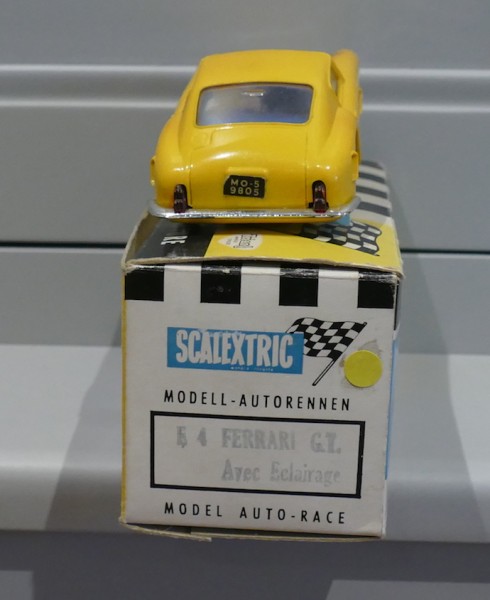 MO-5
9805
SCALEXTRIC
MODELL-AUTORENNEN
E 4 FERRARI G.T.
Avec Eclairage
MODEL AUTO-RACE